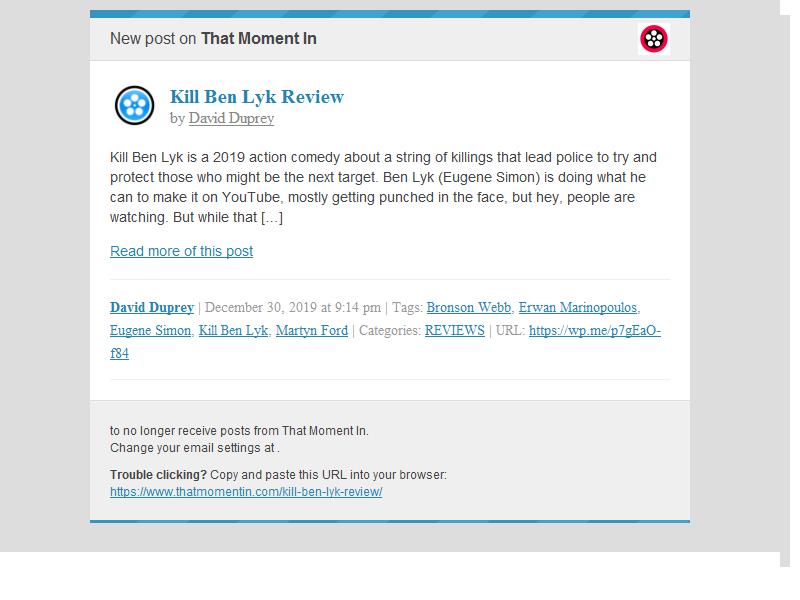 New post on That Moment In
Kill Ben Lyk Review
by David Duprey
Kill Ben Lyk is a 2019 action comedy about a string of killings that lead police to try and
protect those who might be the next target. Ben Lyk (Eugene Simon) is doing what he
can to make it on YouTube, mostly getting punched in the face, but hey, people are
watching. But while that […]
Read more of this post
David Duprey | December 30, 2019 at 9:14 pm | Tags: Bronson Webb, Erwan Marinopoulos,
Eugene Simon, Kill Ben Lyk, Martyn Ford | Categories: REVIEWS | URL: https://wp.me/p7gEaO-
f84
to no longer receive posts from That Moment In.
Change your email settings at .
Trouble clicking? Copy and paste this URL into your browser:
https://www.thatmomentin.com/kill-ben-lyk-review/